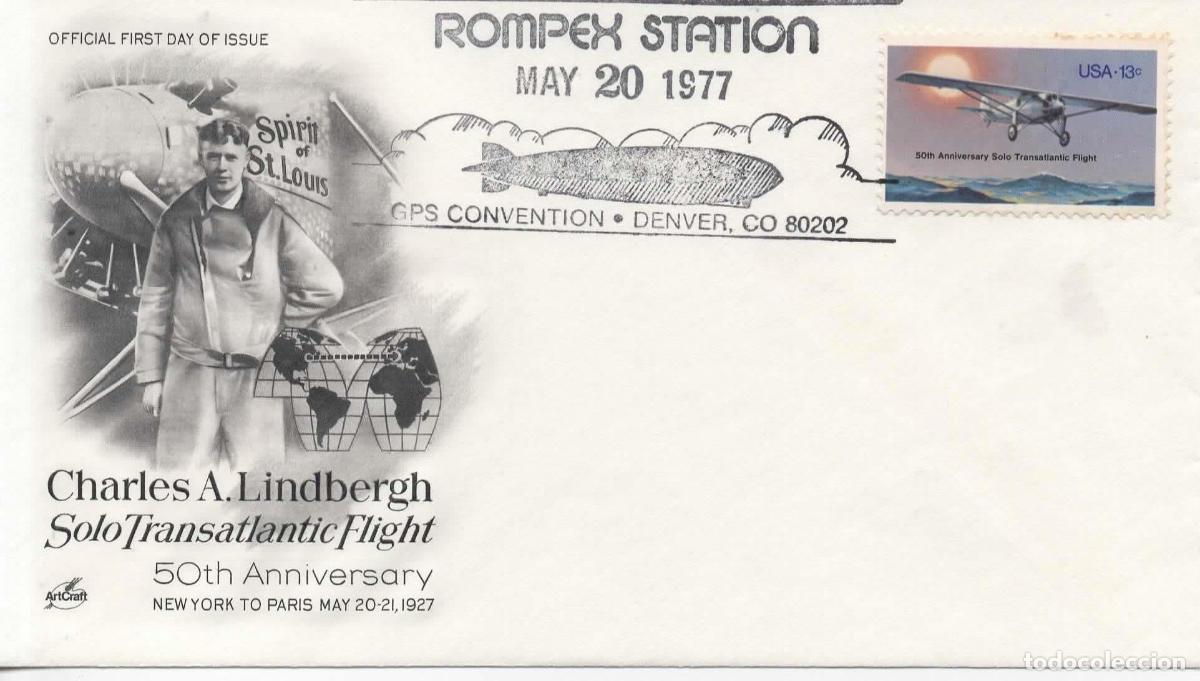 OFFICIAL FIRST DAY OF ISSUE
ROMPEX STATION
MAY 20 1977
USA · 13c
Spirit
of
St. Louis
50th Anniversary Solo Transatlantic Flight
GPS CONVENTION • DENVER, CO 80202
Charles A. Lindbergh
Solo Transatlantic Flight
50th Anniversary
ArtCraft
NEW YORK TO PARIS MAY 20-21, 1927
todocoleccion